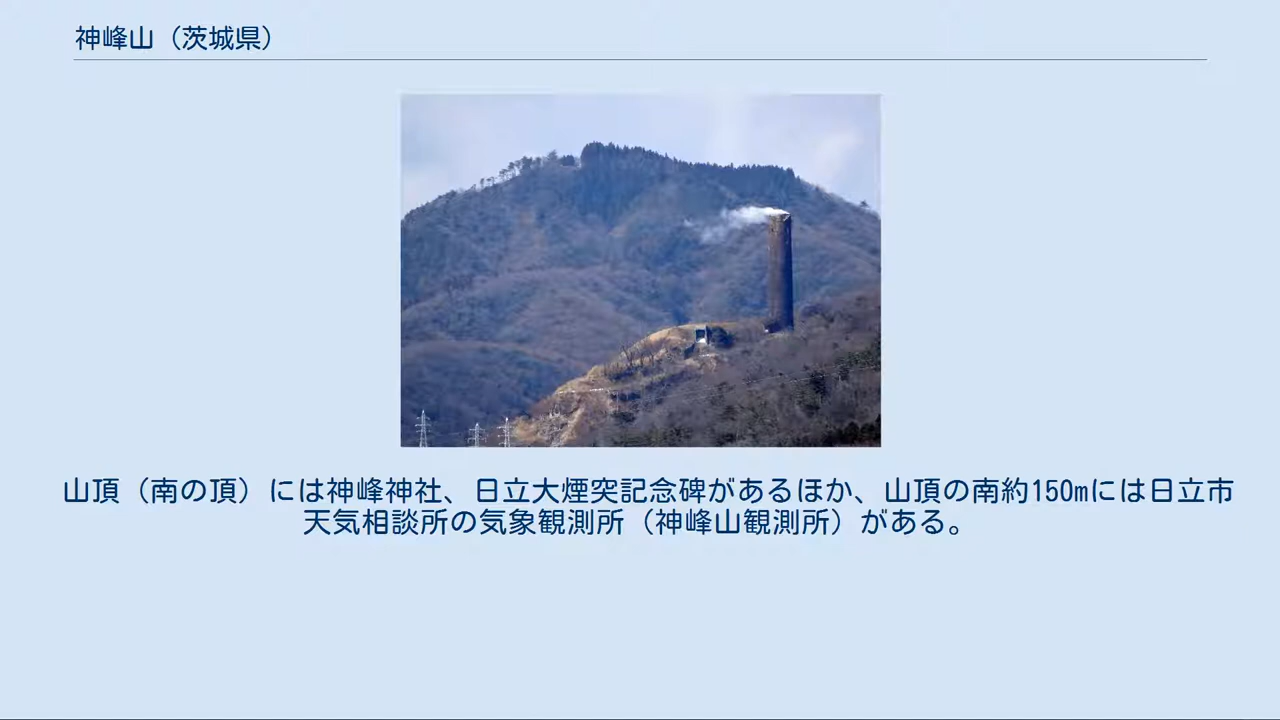 神峰山（茨城県）
山頂（南の頂）には神峰神社、日立大煙突記念碑があるほか、山頂の南約150mには日立市
天気相談所の気象観測所（神峰山観測所）がある。